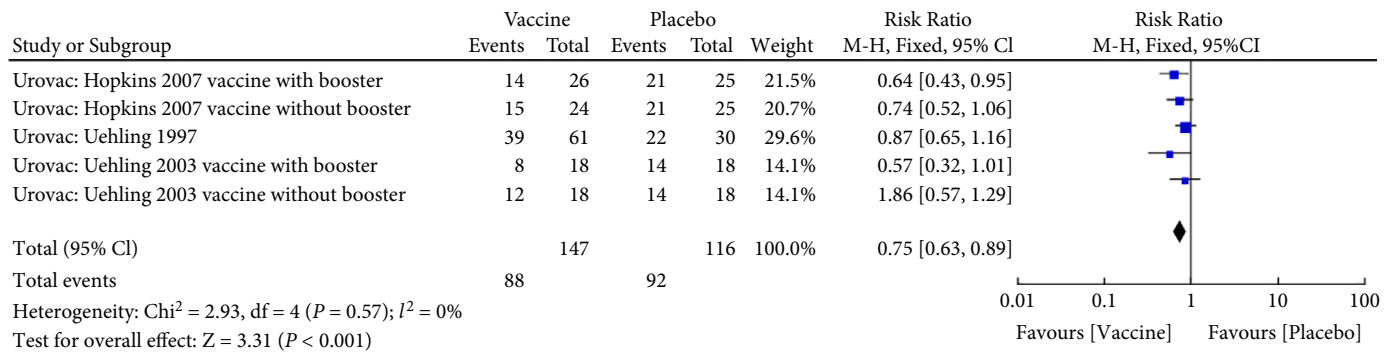 Vaccine Placebo Risk Ratio Risk Ratio
Study or Subgroup Events Total Events Total Weight M-H, Fixed, 95% Cl M-H, Fixed, 95%CI
Urovac: Hopkins 2007 vaccine with booster 14 26 21 25 21.5% 0.64 [0.43, 0.95]
Urovac: Hopkins 2007 vaccine without booster 15 24 21 25 20.7% 0.74 [0.52, 1.06]
Urovac: Uehling 1997 39 61 22 30 29.6% 0.87 [0.65, 1.16]
Urovac: Uehling 2003 vaccine with booster 8 18 14 18 14.1% 0.57 [0.32, 1.01]
Urovac: Uehling 2003 vaccine without booster 12 18 14 18 14.1% 1.86 [0.57, 1.29]
Total (95% Cl) 147 116 100.0% 0.75 [0.63, 0.89]
Total events 88 92
Heterogeneity: Chi² = 2.93, df = 4 (P = 0.57); l² = 0%
Test for overall effect: Z = 3.31 (P < 0.001)
0.01 0.1 1 10 100
Favours [Vaccine] Favours [Placebo]